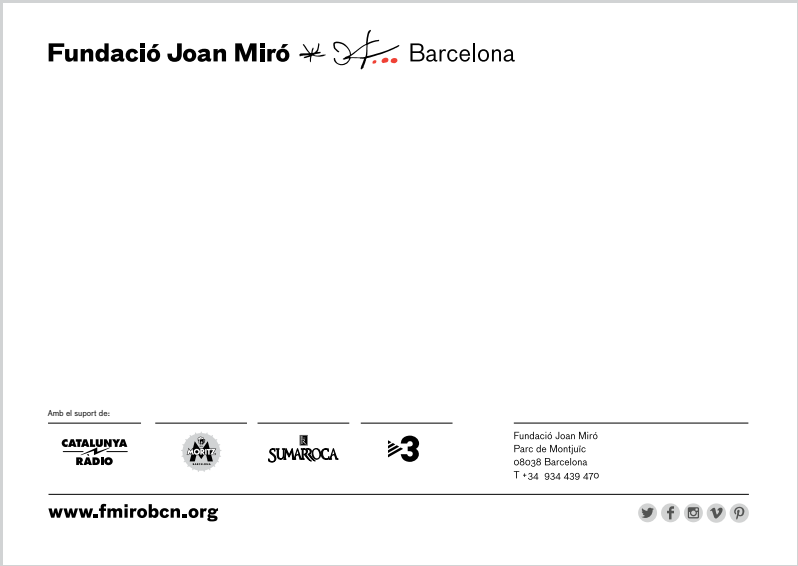 Fundació Joan Miró Barcelona
Amb el suport de:
CATALUNYA
RÀDIO
MORITZ
BARCELONA
SUMARROCA
3
Fundació Joan Miró
Parc de Montjuïc
08038 Barcelona
T +34 934 439 470
www.fmirobcn.org